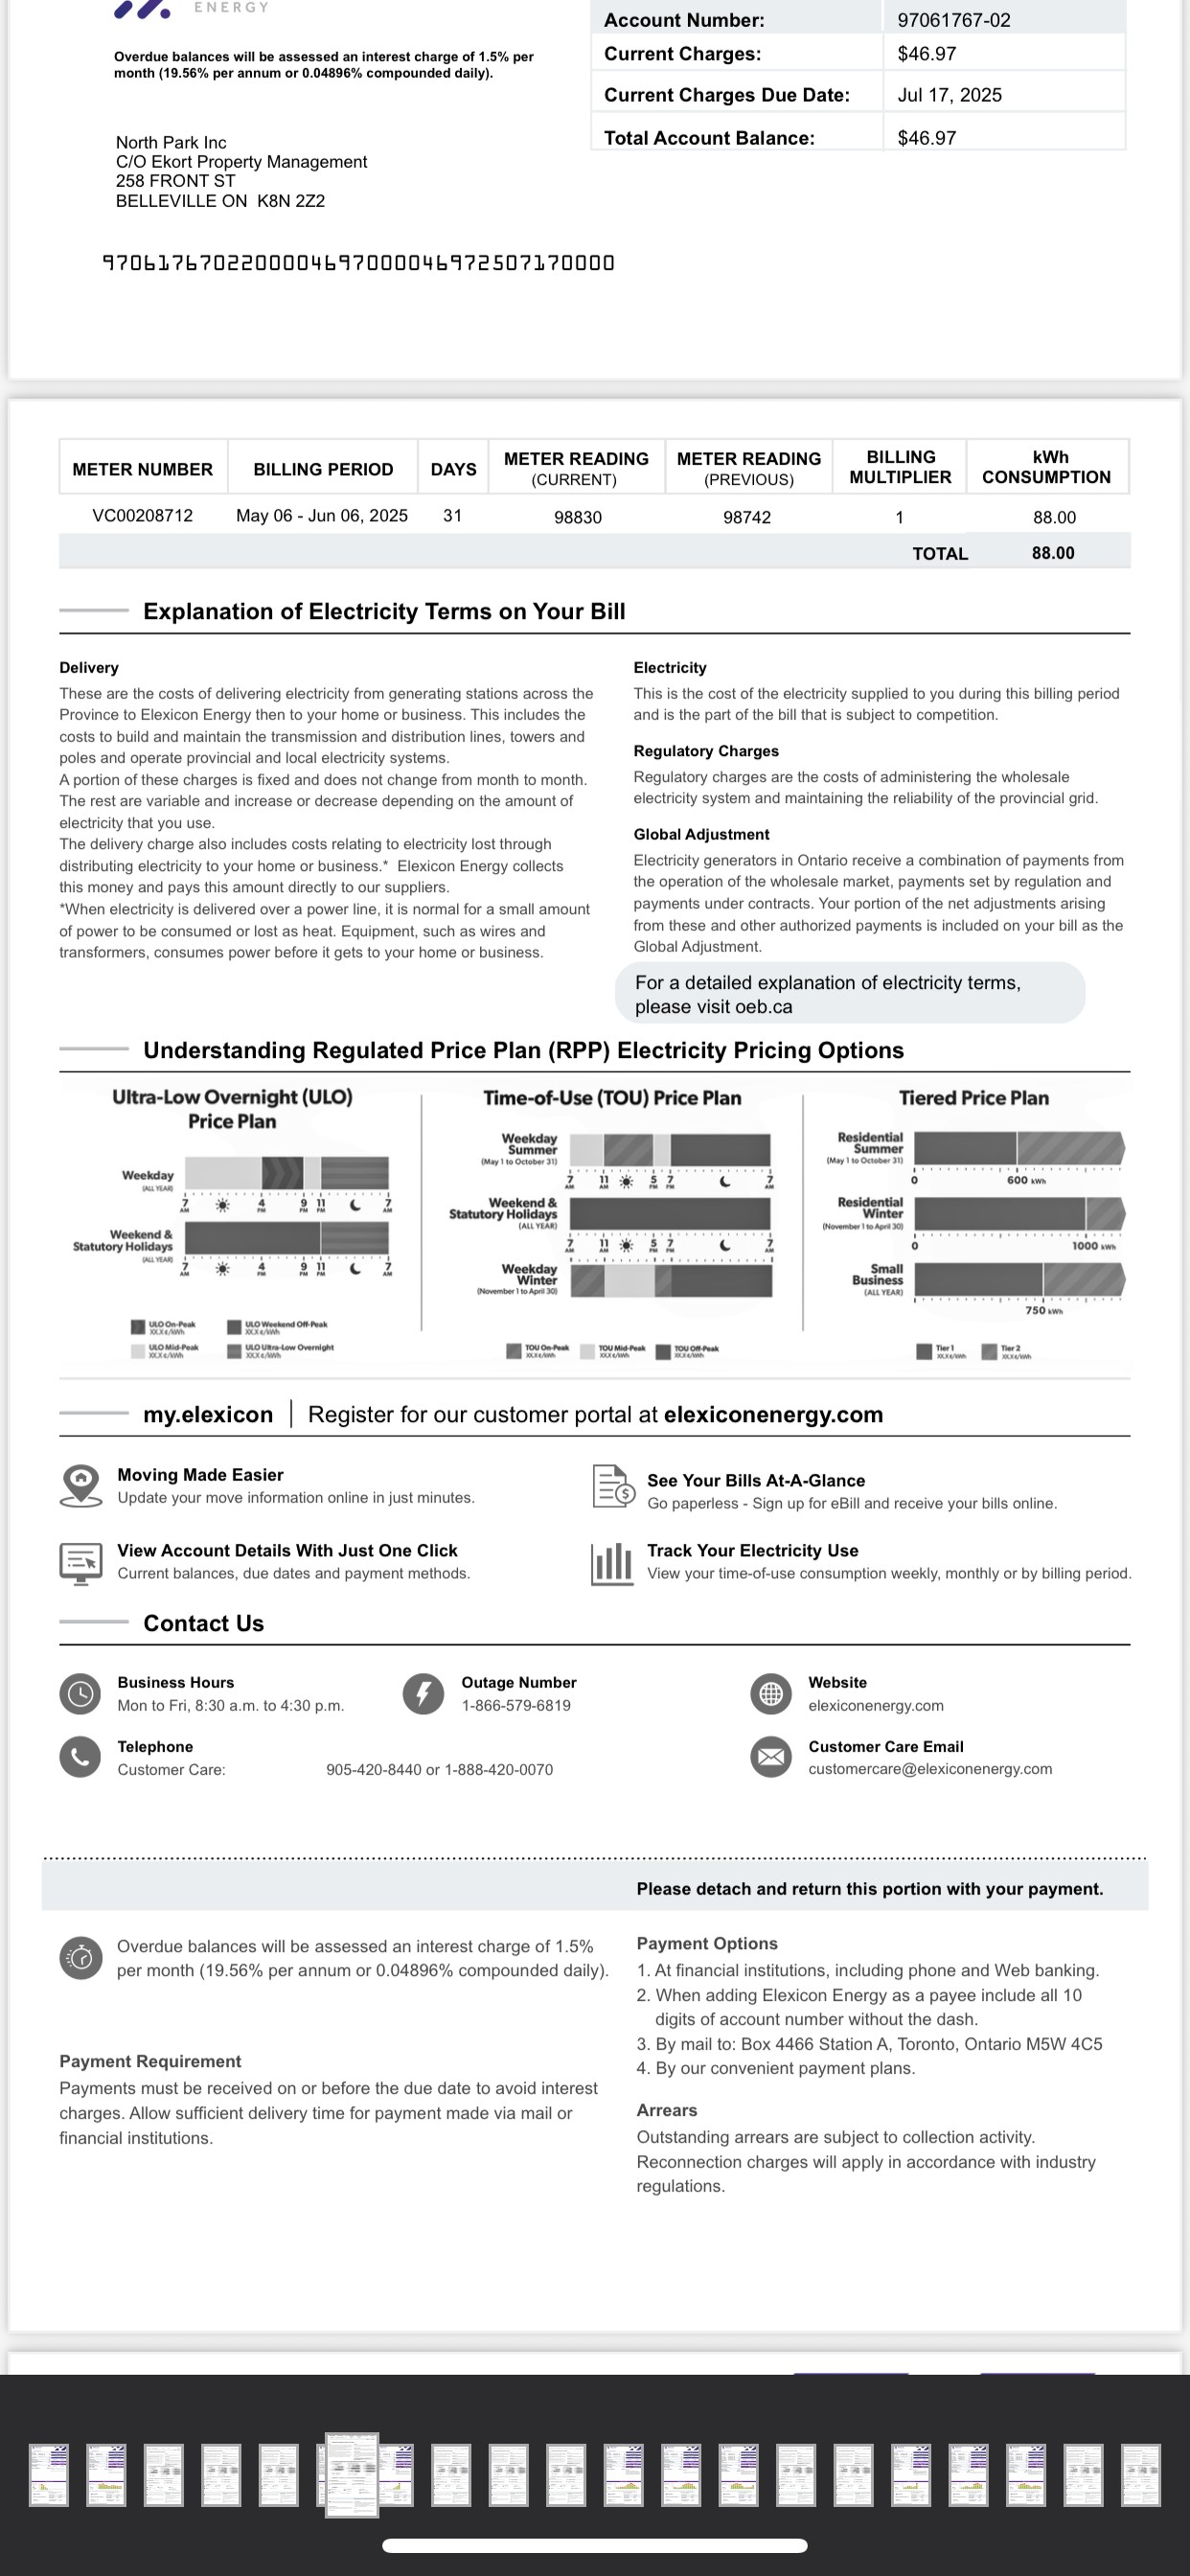 ENERGY
Overdue balances will be assessed an interest charge of 1.5% per
month (19.56% per annum or 0.04896% compounded daily).
Account Number: 97061767-02
Current Charges: $46.97
Current Charges Due Date: Jul 17, 2025
Total Account Balance: $46.97
North Park Inc
C/O Ekort Property Management
258 FRONT ST
BELLEVILLE ON  K8N 2Z2
9706176702200004697000046972507170000
METER NUMBER BILLING PERIOD DAYS METER READING (CURRENT) METER READING (PREVIOUS) BILLING MULTIPLIER kWh CONSUMPTION
VC00208712 May 06 - Jun 06, 2025 31 98830 98742 1 88.00
TOTAL 88.00
Explanation of Electricity Terms on Your Bill
Delivery
These are the costs of delivering electricity from generating stations across the
Province to Elexicon Energy then to your home or business. This includes the
costs to build and maintain the transmission and distribution lines, towers and
poles and operate provincial and local electricity systems.
A portion of these charges is fixed and does not change from month to month.
The rest are variable and increase or decrease depending on the amount of
electricity that you use.
The delivery charge also includes costs relating to electricity lost through
distributing electricity to your home or business.* Elexicon Energy collects
this money and pays this amount directly to our suppliers.
*When electricity is delivered over a power line, it is normal for a small amount
of power to be consumed or lost as heat. Equipment, such as wires and
transformers, consumes power before it gets to your home or business.
Electricity
This is the cost of the electricity supplied to you during this billing period
and is the part of the bill that is subject to competition.
Regulatory Charges
Regulatory charges are the costs of administering the wholesale
electricity system and maintaining the reliability of the provincial grid.
Global Adjustment
Electricity generators in Ontario receive a combination of payments from
the operation of the wholesale market, payments set by regulation and
payments under contracts. Your portion of the net adjustments arising
from these and other authorized payments is included on your bill as the
Global Adjustment.
For a detailed explanation of electricity terms,
please visit oeb.ca
Understanding Regulated Price Plan (RPP) Electricity Pricing Options
Ultra-Low Overnight (ULO)
Price Plan
Weekday
(ALL YEAR)
7 AM 4 PM 9 PM 11 PM 7 AM
Weekend &
Statutory Holidays
(ALL YEAR)
7 AM 4 PM 9 PM 11 PM 7 AM
ULO On-Peak XX.X¢/kWh ULO Weekend Off-Peak XX.X¢/kWh
ULO Mid-Peak XX.X¢/kWh ULO Ultra-Low Overnight XX.X¢/kWh
Time-of-Use (TOU) Price Plan
Weekday
Summer
(May 1 to October 31)
7 AM 11 AM 5 PM 7 PM 7 AM
Weekend &
Statutory Holidays
(ALL YEAR)
7 AM 11 AM 5 PM 7 PM 7 AM
Weekday
Winter
(November 1 to April 30)
TOU On-Peak XX.X¢/kWh TOU Mid-Peak XX.X¢/kWh TOU Off-Peak XX.X¢/kWh
Tiered Price Plan
Residential
Summer
(May 1 to October 31)
0 600 kWh
Residential
Winter
(November 1 to April 30)
0 1000 kWh
Small
Business
(ALL YEAR)
750 kWh
Tier 1 XX.X¢/kWh Tier 2 XX.X¢/kWh
my.elexicon | Register for our customer portal at elexiconenergy.com
Moving Made Easier
Update your move information online in just minutes.
See Your Bills At-A-Glance
Go paperless - Sign up for eBill and receive your bills online.
View Account Details With Just One Click
Current balances, due dates and payment methods.
Track Your Electricity Use
View your time-of-use consumption weekly, monthly or by billing period.
Contact Us
Business Hours
Mon to Fri, 8:30 a.m. to 4:30 p.m.
Outage Number
1-866-579-6819
Website
elexiconenergy.com
Telephone
Customer Care: 905-420-8440 or 1-888-420-0070
Customer Care Email
customercare@elexiconenergy.com
Please detach and return this portion with your payment.
Overdue balances will be assessed an interest charge of 1.5%
per month (19.56% per annum or 0.04896% compounded daily).
Payment Requirement
Payments must be received on or before the due date to avoid interest
charges. Allow sufficient delivery time for payment made via mail or
financial institutions.
Payment Options
1. At financial institutions, including phone and Web banking.
2. When adding Elexicon Energy as a payee include all 10
digits of account number without the dash.
3. By mail to: Box 4466 Station A, Toronto, Ontario M5W 4C5
4. By our convenient payment plans.
Arrears
Outstanding arrears are subject to collection activity.
Reconnection charges will apply in accordance with industry
regulations.